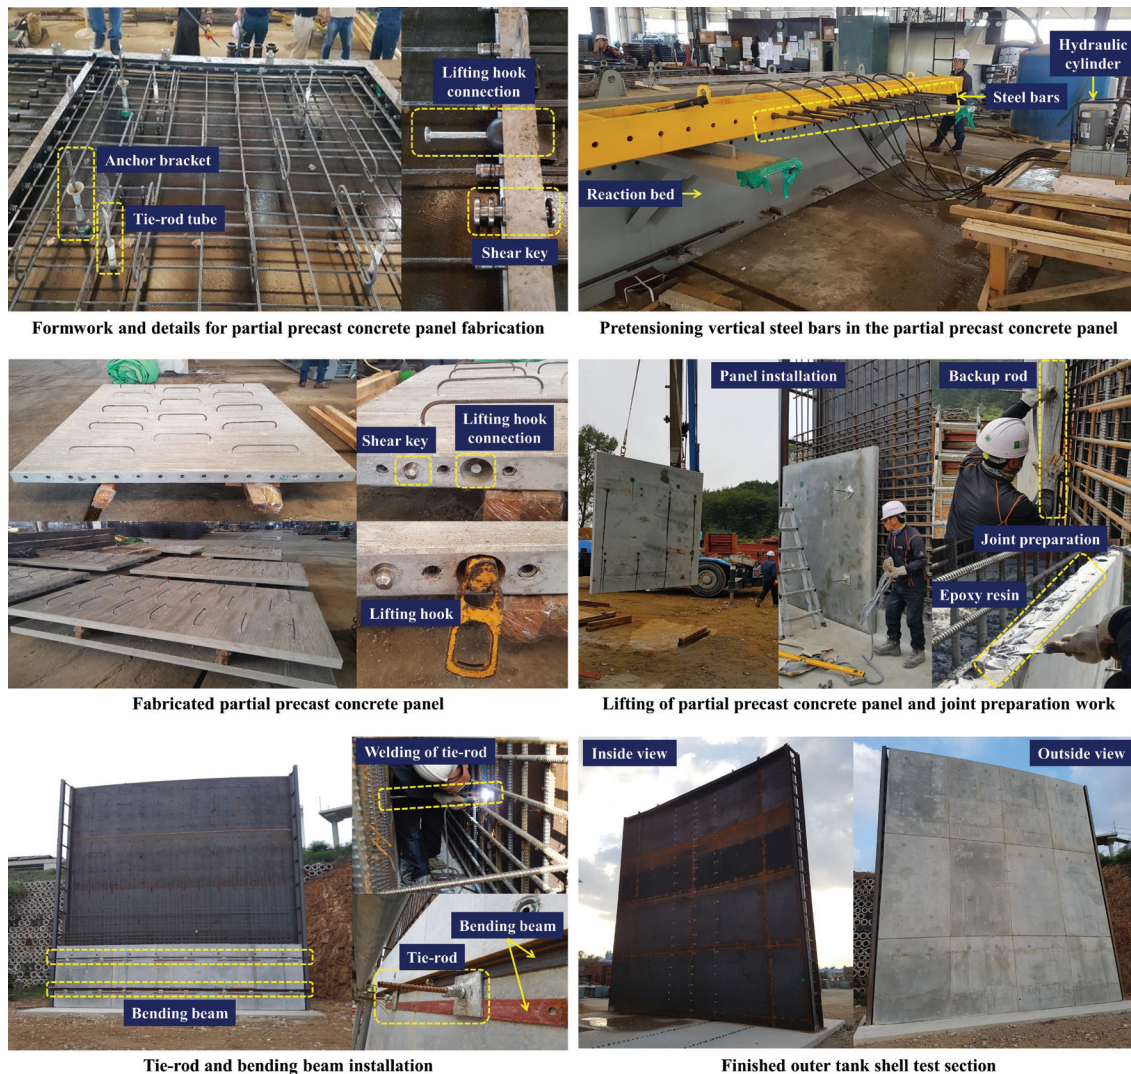 Lifting hook
connection
Anchor bracket
Tie-rod tube
Shear key
Formwork and details for partial precast concrete panel fabrication
Hydraulic
cylinder
Steel bars
Reaction bed
Pretensioning vertical steel bars in the partial precast concrete panel
Shear key
Lifting hook
connection
Lifting hook
Fabricated partial precast concrete panel
Panel installation
Backup rod
Joint preparation
Epoxy resin
Lifting of partial precast concrete panel and joint preparation work
Welding of tie-rod
Bending beam
Tie-rod
Bending beam
Tie-rod and bending beam installation
Inside view
Outside view
Finished outer tank shell test section